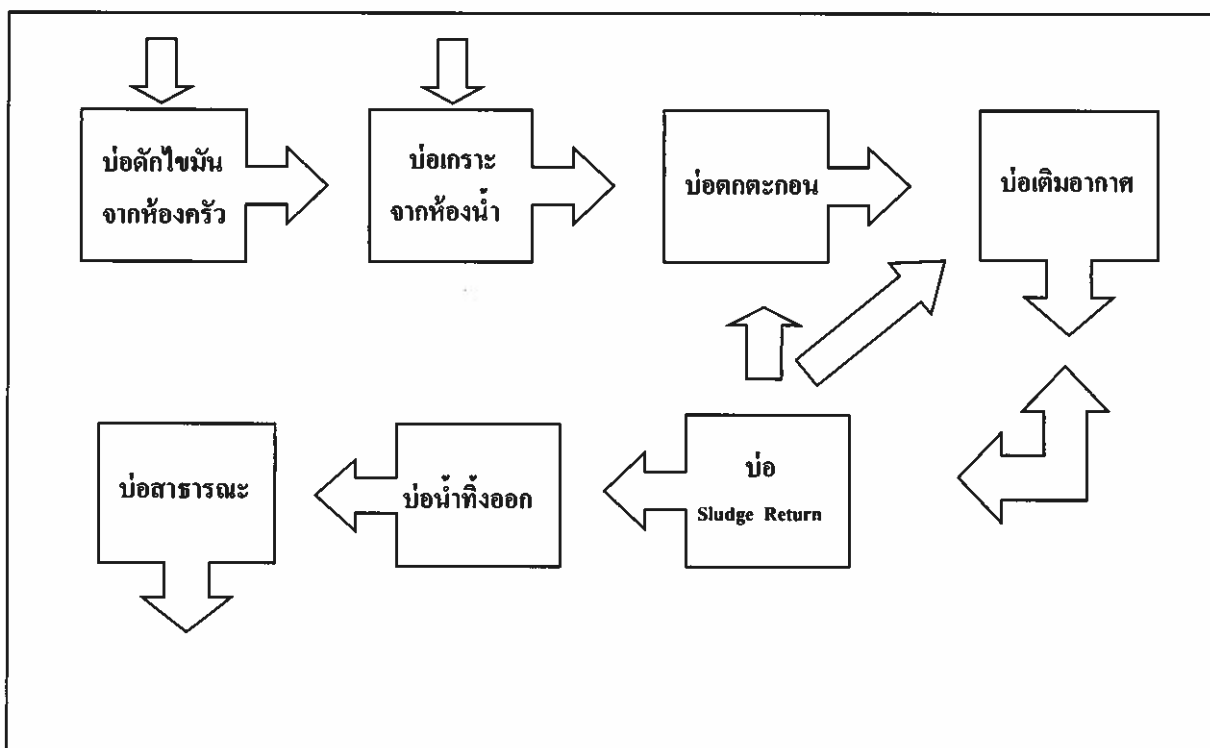 บ่อดักไขมัน
จากห้องครัว
บ่อเกราะ
จากห้องน้ำ
บ่อตกตะกอน
บ่อเติมอากาศ
บ่อสาธารณะ
บ่อน้ำทิ้งออก
บ่อ
Sludge Return